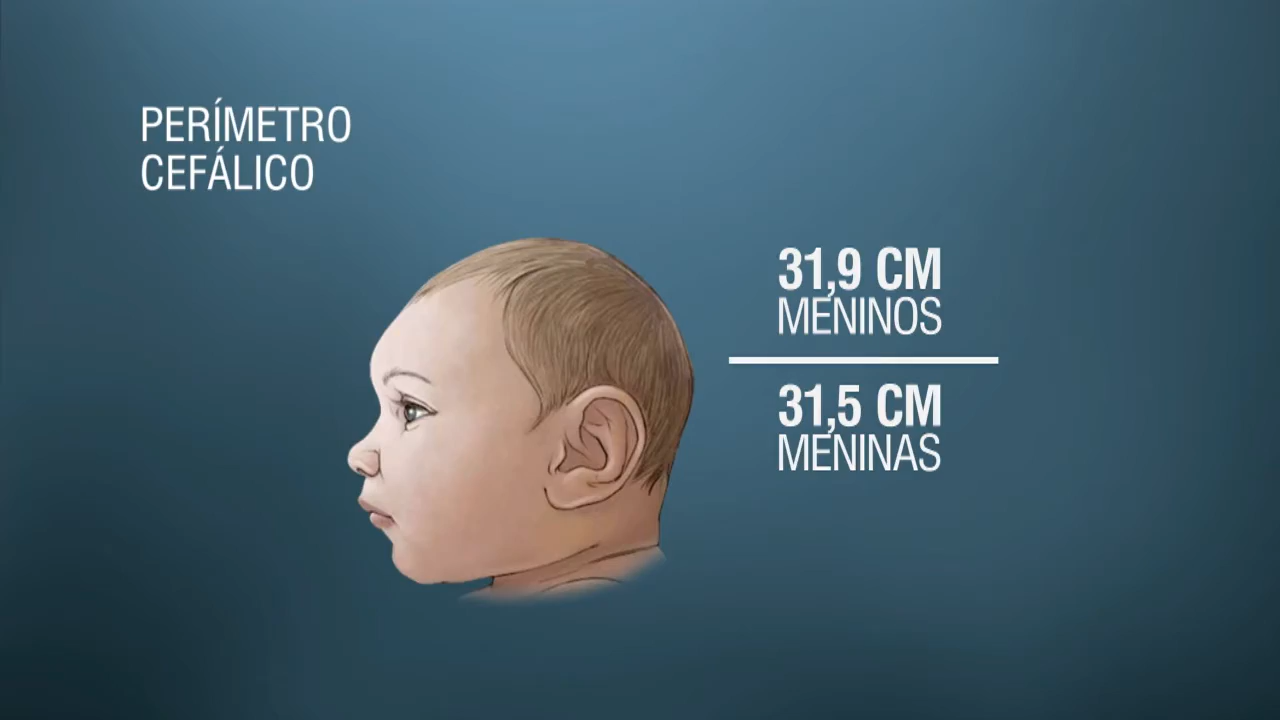 PERÍMETRO
CEFÁLICO
31,9 CM
MENINOS
31,5 CM
MENINAS